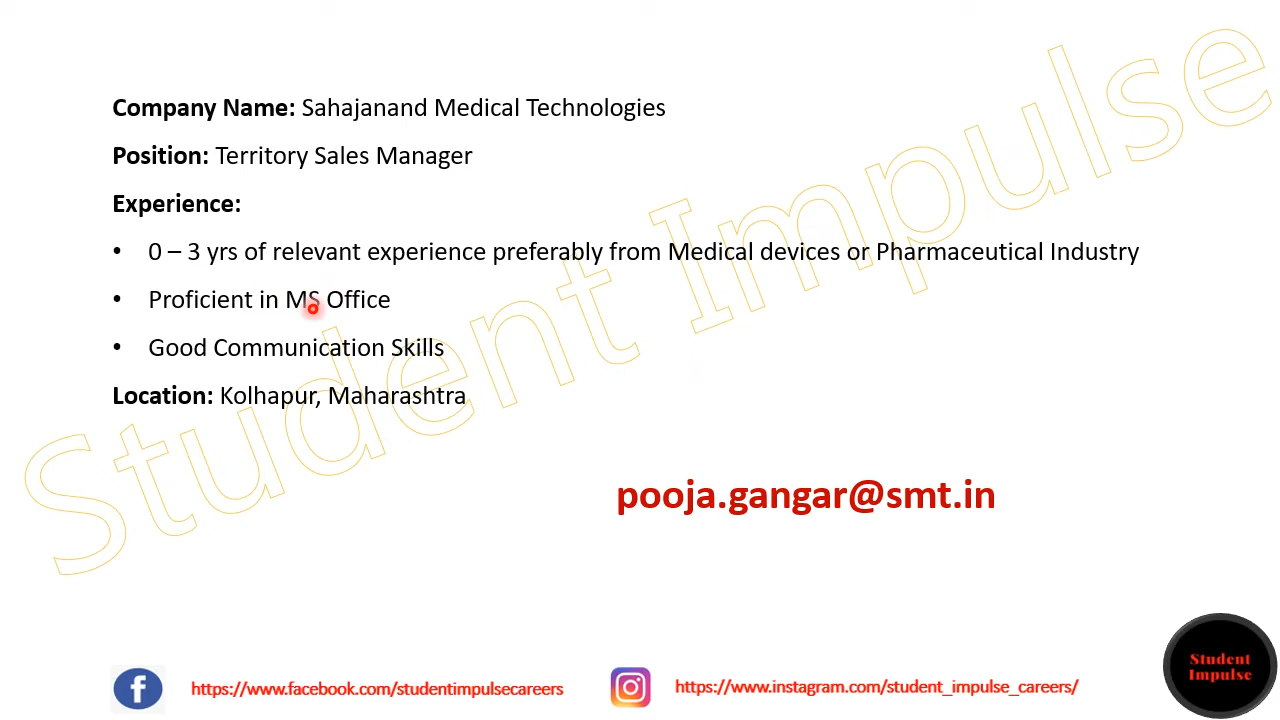 Company Name: Sahajanand Medical Technologies
Position: Territory Sales Manager
Experience:
• 0 – 3 yrs of relevant experience preferably from Medical devices or Pharmaceutical Industry
• Proficient in MS Office
• Good Communication Skills
Location: Kolhapur, Maharashtra
Student Impulse
pooja.gangar@smt.in
https://www.facebook.com/studentimpulsecareers
https://www.instagram.com/student_impulse_careers/
Student
Impulse